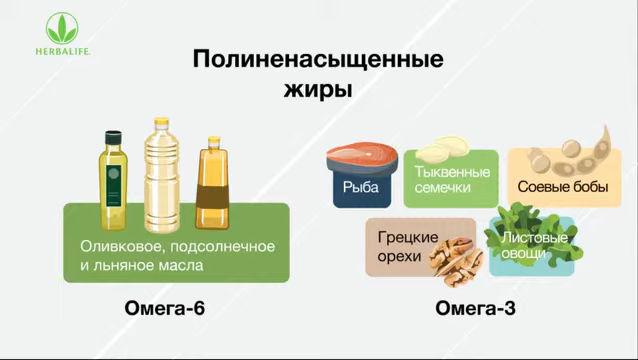 HERBALIFE.
Полиненасыщенные
жиры
Оливковое, подсолнечное
и льняное масла
Омега-6
Рыба
Тыквенные
семечки
Соевые бобы
Грецкие
орехи
Листовые
овощи
Омега-3